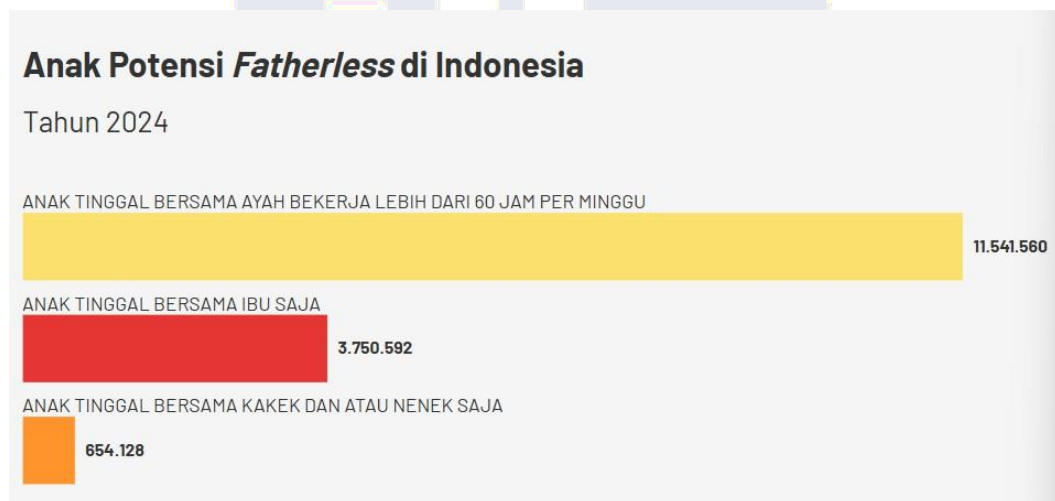 Anak Potensi Fatherless di Indonesia
Tahun 2024
ANAK TINGGAL BERSAMA AYAH BEKERJA LEBIH DARI 60 JAM PER MINGGU
11.541.560
ANAK TINGGAL BERSAMA IBU SAJA
3.750.592
ANAK TINGGAL BERSAMA KAKEK DAN ATAU NENEK SAJA
654.128